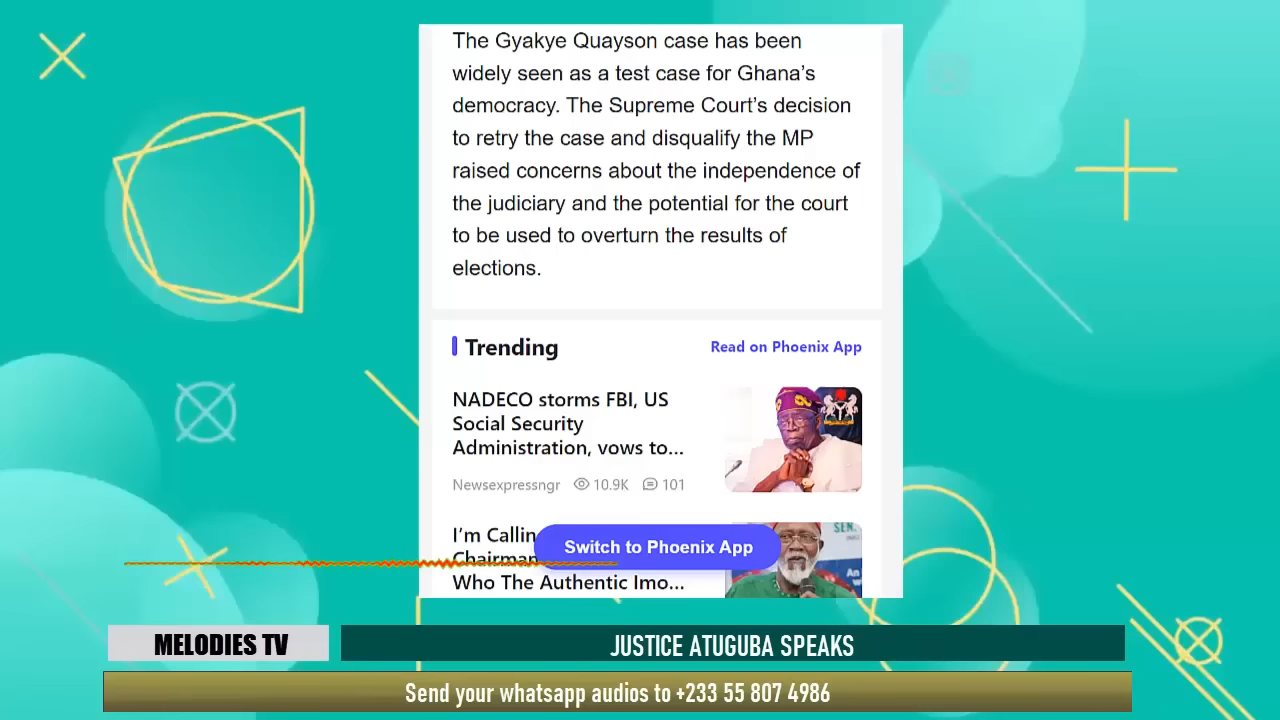 The Gyakye Quayson case has been
widely seen as a test case for Ghana's
democracy. The Supreme Court's decision
to retry the case and disqualify the MP
raised concerns about the independence of
the judiciary and the potential for the court
to be used to overturn the results of
elections.
Trending
Read on Phoenix App
NADECO storms FBI, US
Social Security
Administration, vows to...
Newsexpressngr 10.9K 101
I'm Callin
Chairman
Who The Authentic Imo...
SEN.
An
Switch to Phoenix App
MELODIES TV
JUSTICE ATUGUBA SPEAKS
Send your whatsapp audios to +233 55 807 4986